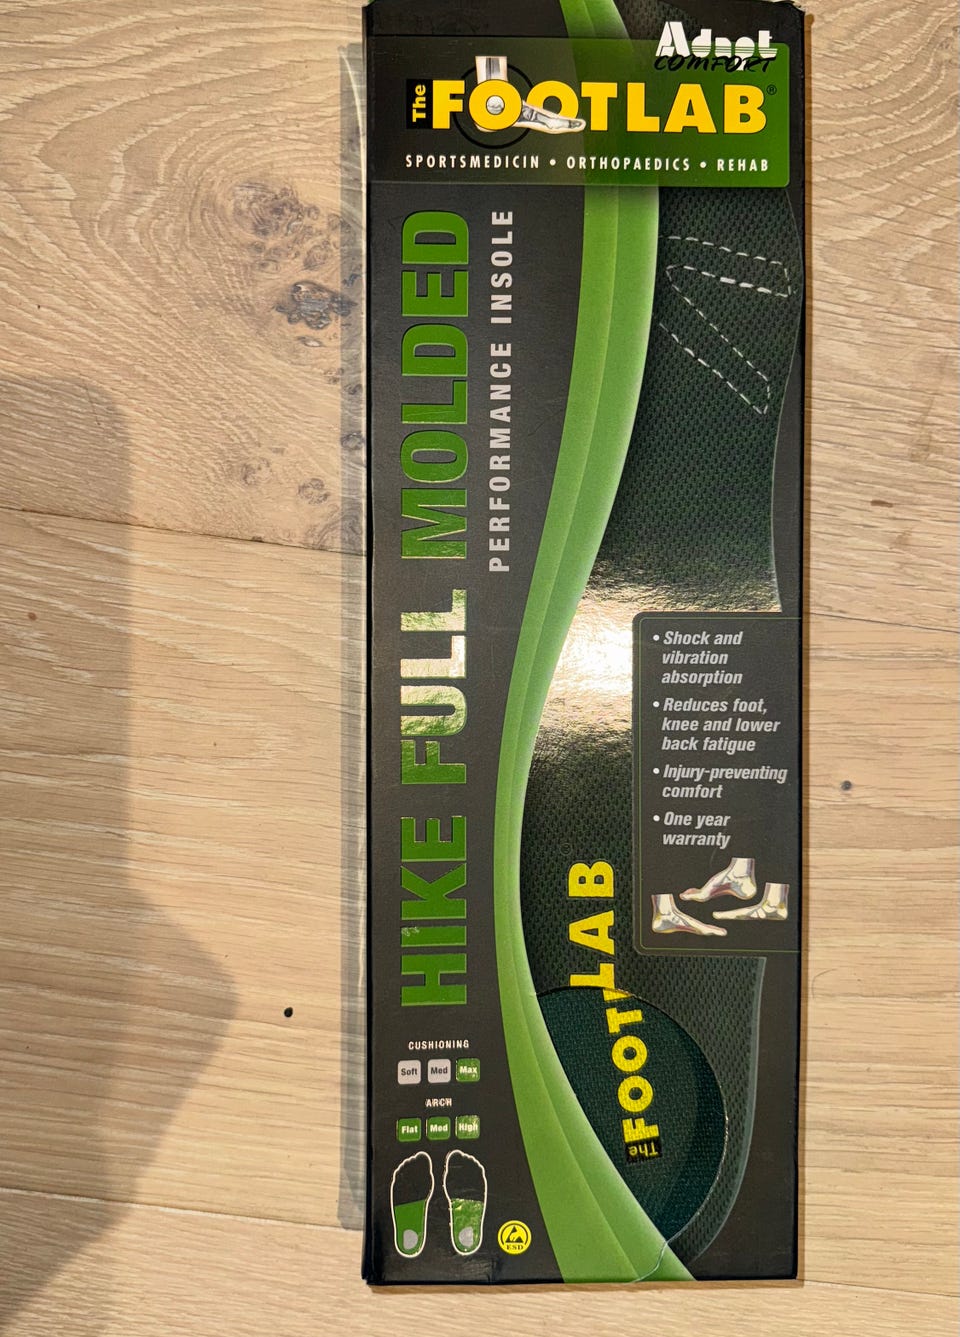 Adapt
COMFORT
The FOOTLAB®
SPORTSMEDICIN • ORTHOPAEDICS • REHAB
HIKE FULL MOLDED
PERFORMANCE INSOLE
• Shock and
vibration
absorption
• Reduces foot,
knee and lower
back fatigue
• Injury-preventing
comfort
• One year
warranty
LAB
The FOOTLAB
CUSHIONING
Soft Med Max
ARCH
Flat Med High
ESD